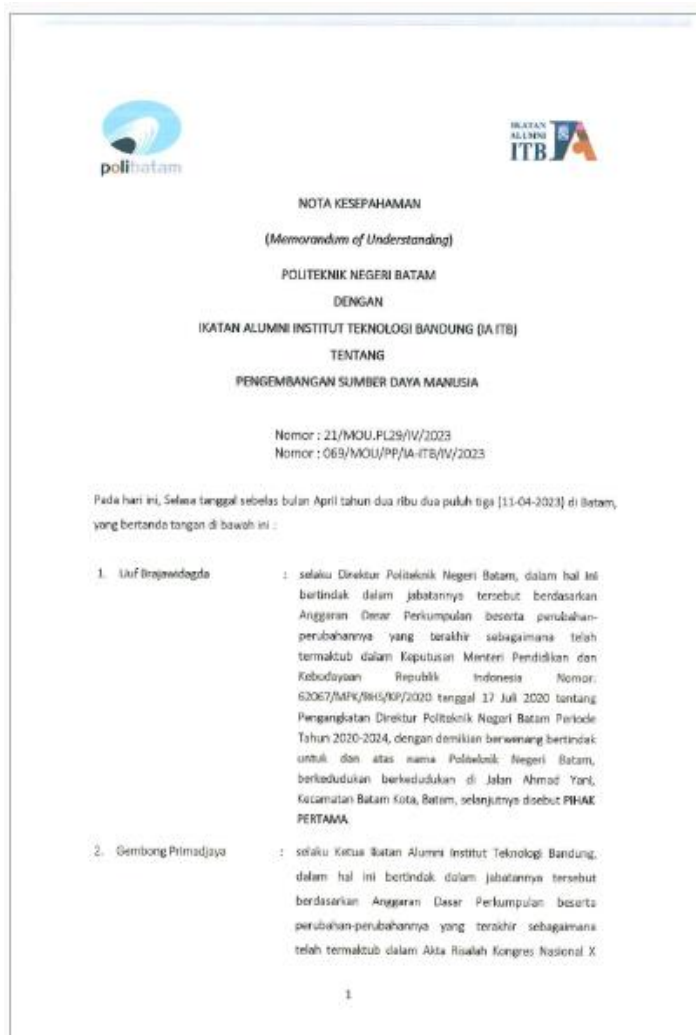 polibatam
IKATAN
ALUMNI
ITB IA
NOTA KESEPAHAMAN
(Memorandum of Understanding)
POLITEKNIK NEGERI BATAM
DENGAN
IKATAN ALUMNI INSTITUT TEKNOLOGI BANDUNG (IA ITB)
TENTANG
PENGEMBANGAN SUMBER DAYA MANUSIA
Nomor : 21/MOU.PL29/IV/2023
Nomor : 069/MOU/PP/IA-ITB/IV/2023
Pada hari ini, Selasa tanggal sebelas bulan April tahun dua ribu dua puluh tiga (11-04-2023) di Batam,
yang bertanda tangan di bawah ini :
1. Uuf Brajawidagda : selaku Direktur Politeknik Negeri Batam, dalam hal ini
bertindak dalam jabatannya tersebut berdasarkan
Anggaran Dasar Perkumpulan beserta perubahan-
perubahannya yang terakhir sebagaimana telah
termaktub dalam Keputusan Menteri Pendidikan dan
Kebudayaan Republik Indonesia Nomor:
62067/MPK/RHS/KP/2020 tanggal 17 Juli 2020 tentang
Pengangkatan Direktur Politeknik Negeri Batam Periode
Tahun 2020-2024, dengan demikian berwenang bertindak
untuk dan atas nama Politeknik Negeri Batam,
berkedudukan berkedudukan di Jalan Ahmad Yani,
Kecamatan Batam Kota, Batam, selanjutnya disebut PIHAK
PERTAMA
2. Gembong Primadjaya : selaku Ketua Ikatan Alumni Institut Teknologi Bandung,
dalam hal ini bertindak dalam jabatannya tersebut
berdasarkan Anggaran Dasar Perkumpulan beserta
perubahan-perubahannya yang terakhir sebagaimana
telah termaktub dalam Akta Risalah Kongres Nasional X
1